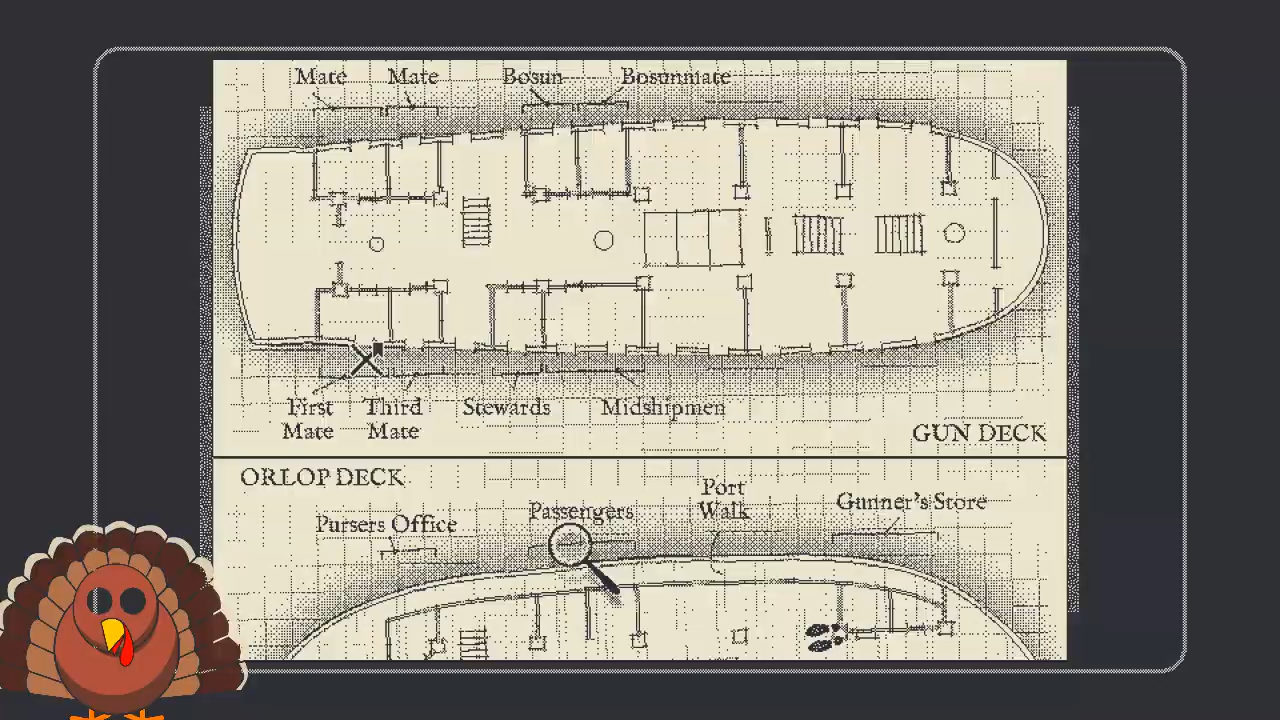 Mate Mate Bosun Bosunmate
First Third Stewards Midshipmen
Mate Mate
GUN DECK
ORLOP DECK
Port
Pursers Office Passengers Walk Gunner's Store